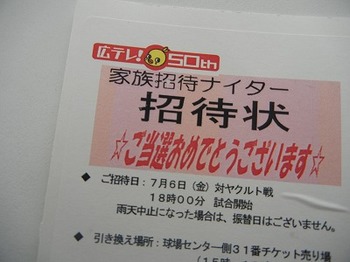 広テレ! 50th
家族招待ナイター
招待状
☆ご当選おめでとうございます☆
◆ ご招待日：7月6日（金）対ヤクルト戦
18時00分 試合開始
雨天中止になった場合は、振替日はございません。
◆ 引き換え場所：球場センター側31番チケット売り場